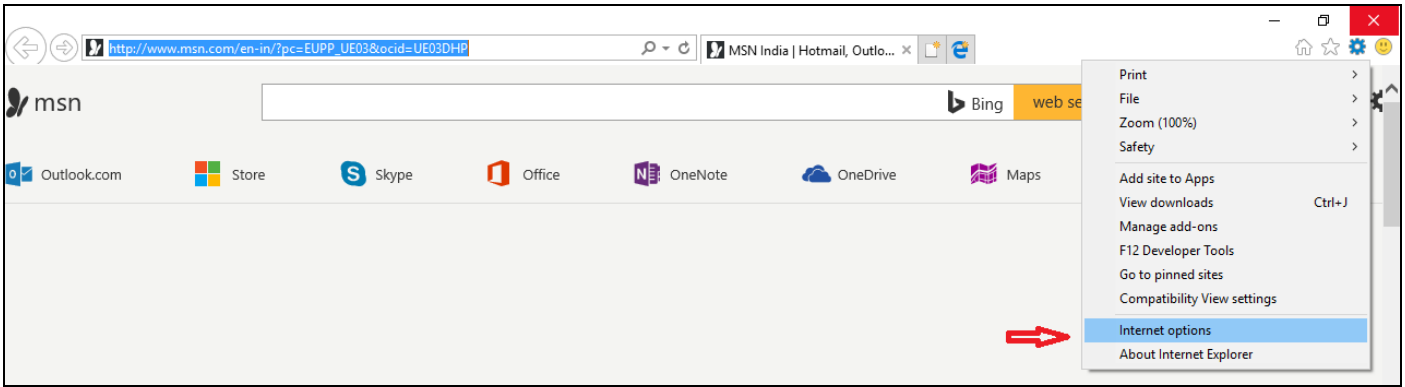 http://www.msn.com/en-in/?pc=EUPP_UE03&ocid=UE03DHP
MSN India | Hotmail, Outlo...
msn
Bing
web se
Outlook.com
Store
Skype
Office
OneNote
OneDrive
Maps
Print
File
Zoom (100%)
Safety
Add site to Apps
View downloads Ctrl+J
Manage add-ons
F12 Developer Tools
Go to pinned sites
Compatibility View settings
Internet options
About Internet Explorer